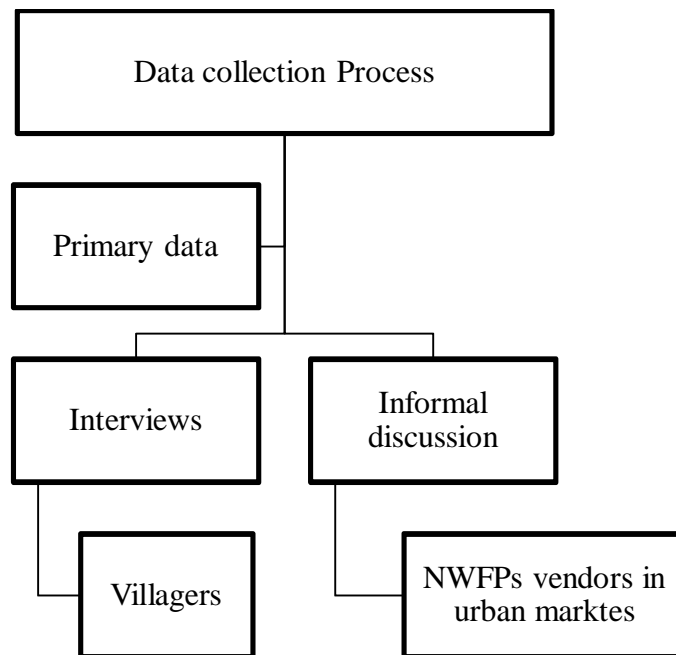 Data collection Process
Primary data
Interviews
Informal
discussion
Villagers
NWFPs vendors in
urban marktes